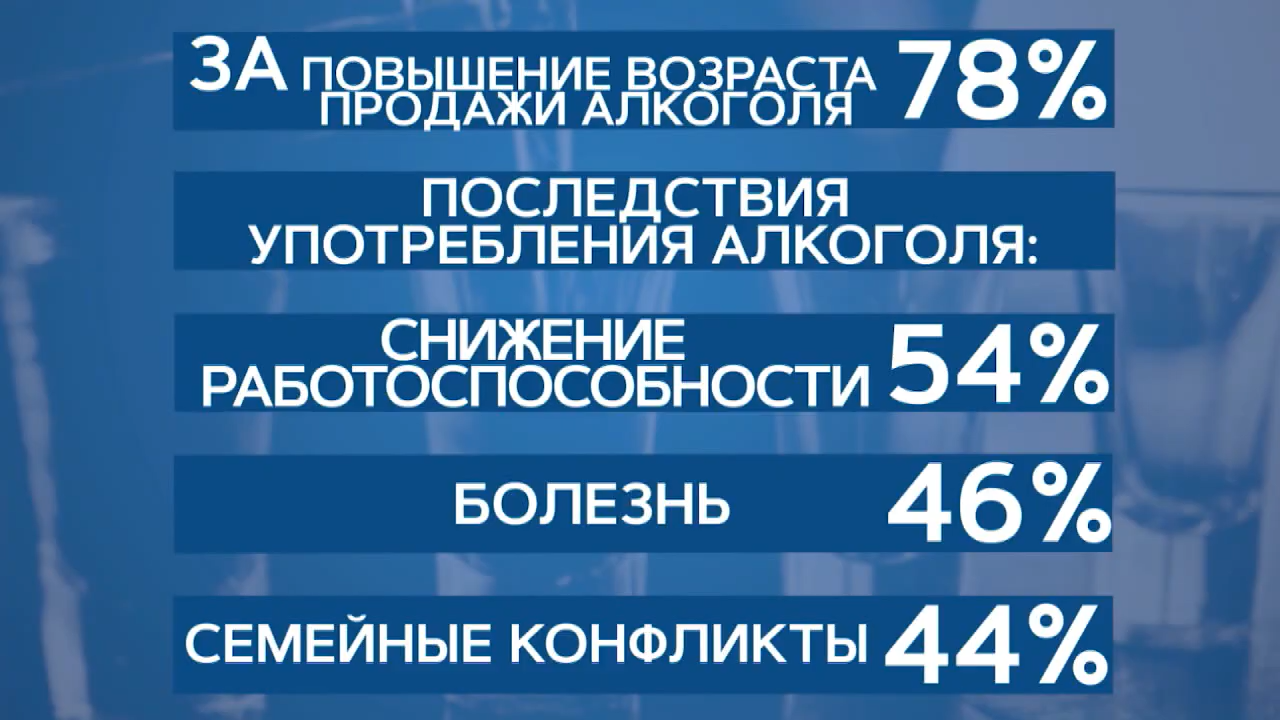 ЗА ПОВЫШЕНИЕ ВОЗРАСТА
ПРОДАЖИ АЛКОГОЛЯ 78%
ПОСЛЕДСТВИЯ
УПОТРЕБЛЕНИЯ АЛКОГОЛЯ:
СНИЖЕНИЕ
РАБОТОСПОСОБНОСТИ 54%
БОЛЕЗНЬ 46%
СЕМЕЙНЫЕ КОНФЛИКТЫ 44%